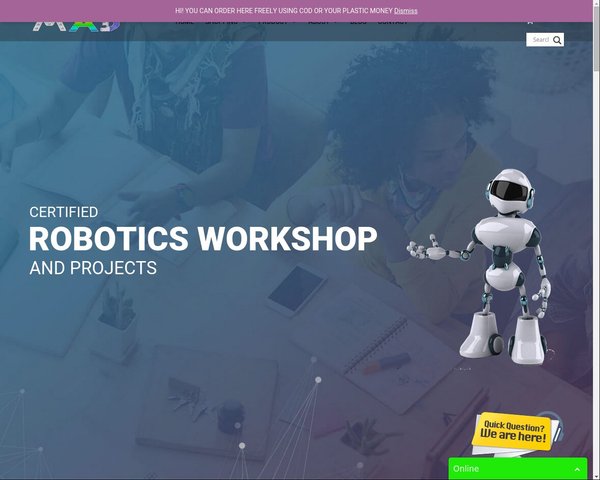 HI! YOU CAN ORDER HERE FREELY USING COD OR YOUR PLASTIC MONEY Dismiss
HOME SHOPPING PRODUCT ABOUT BLOG CONTACT
Search
CERTIFIED
ROBOTICS WORKSHOP
AND PROJECTS
Quick Question?
We are here!
Online